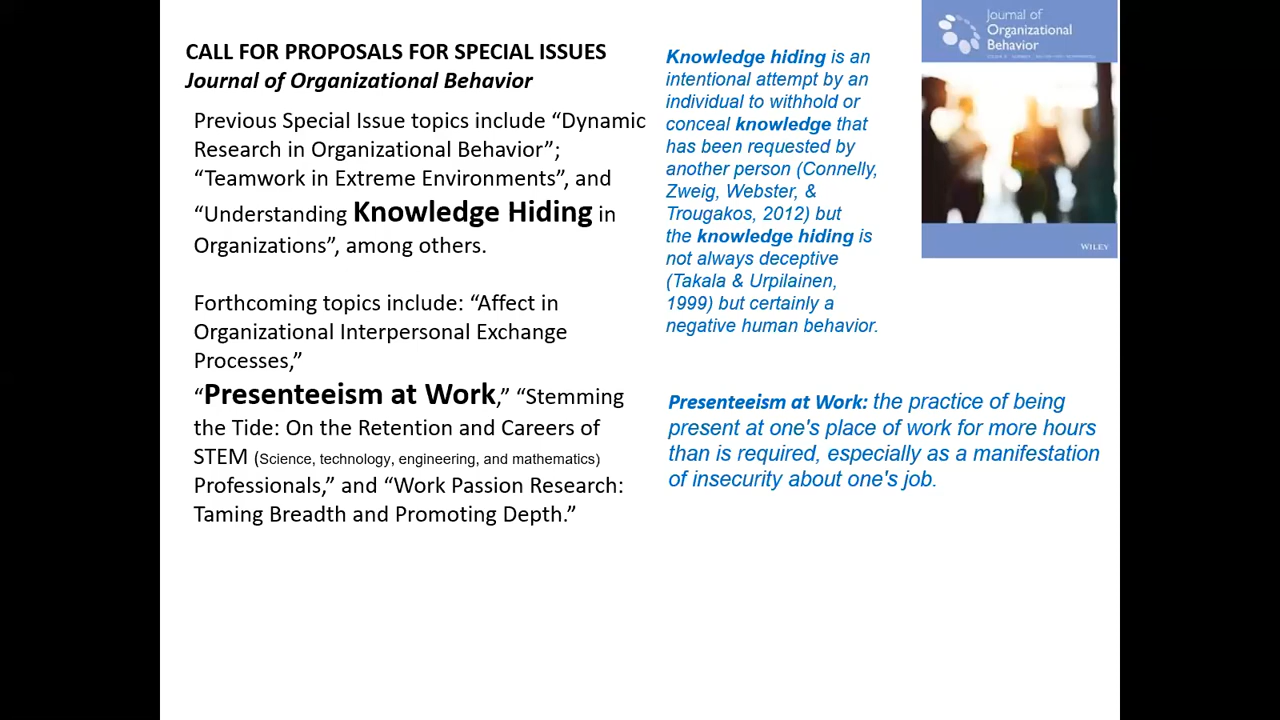 CALL FOR PROPOSALS FOR SPECIAL ISSUES
Journal of Organizational Behavior
Previous Special Issue topics include “Dynamic
Research in Organizational Behavior”;
“Teamwork in Extreme Environments”, and
“Understanding Knowledge Hiding in
Organizations”, among others.
Forthcoming topics include: “Affect in
Organizational Interpersonal Exchange
Processes,”
“Presenteeism at Work,” “Stemming
the Tide: On the Retention and Careers of
STEM (Science, technology, engineering, and mathematics)
Professionals,” and “Work Passion Research:
Taming Breadth and Promoting Depth.”
Knowledge hiding is an
intentional attempt by an
individual to withhold or
conceal knowledge that
has been requested by
another person (Connelly,
Zweig, Webster, &
Trougakos, 2012) but
the knowledge hiding is
not always deceptive
(Takala & Urpilainen,
1999) but certainly a
negative human behavior.
Presenteeism at Work: the practice of being
present at one's place of work for more hours
than is required, especially as a manifestation
of insecurity about one's job.
Journal of
Organizational
Behavior
WILEY